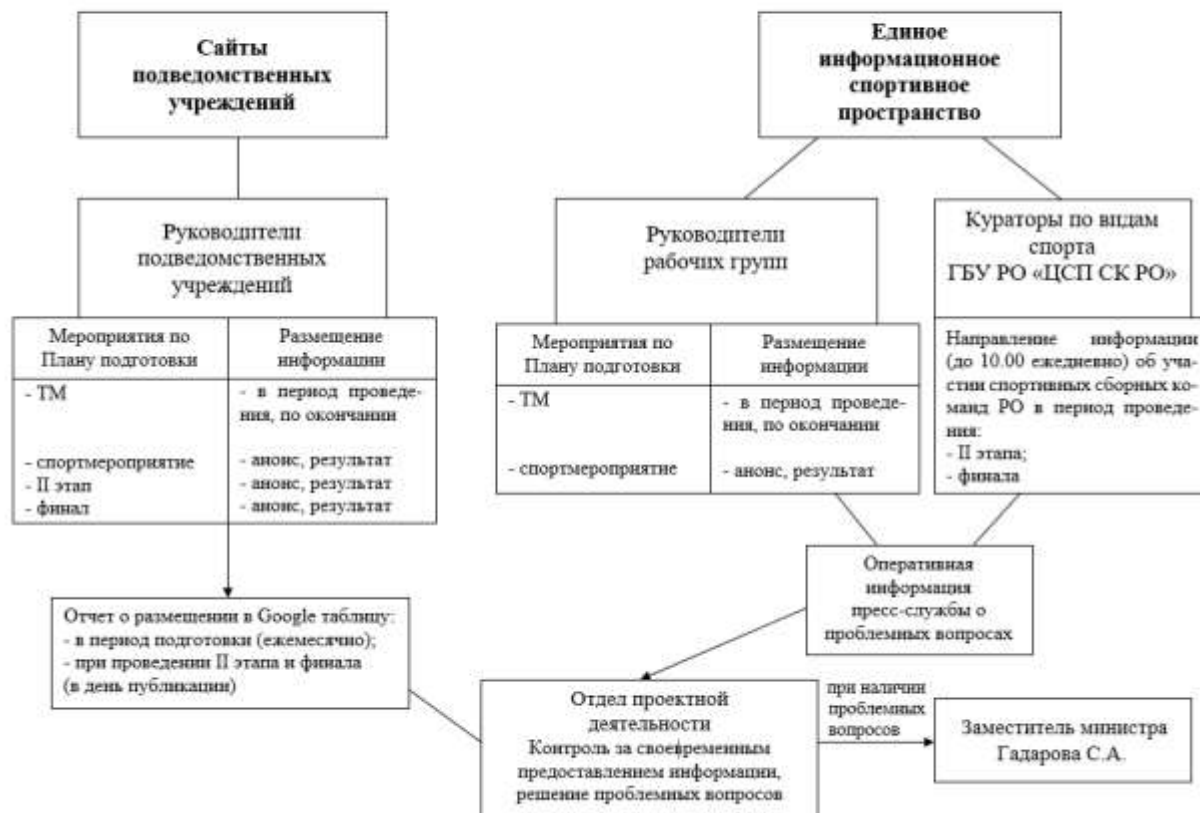 Сайты
подведомственных
учреждений
Единое
информационное
спортивное
пространство
Руководители
подведомственных
учреждений
Руководители
рабочих групп
Кураторы по видам
спорта
ГБУ РО «ЦСП СК РО»
Мероприятия по
Плану подготовки
Размещение
информации
- ТМ
- в период проведе-
ния, по окончании
- спортмероприятие
- анонс, результат
- II этап
- анонс, результат
- финал
- анонс, результат
Мероприятия по
Плану подготовки
Размещение
информации
- ТМ
- в период проведе-
ния, по окончании
- спортмероприятие
- анонс, результат
Направление информации
(до 10.00 ежедневно) об уча-
стии спортивных сборных ко-
манд РО в период проведе-
ния:
- II этапа;
- финала
Оперативная
информация
пресс-службы о
проблемных вопросах
Отчет о размещении в Google таблицу:
- в период подготовки (ежемесячно);
- при проведении II этапа и финала
(в день публикации)
Отдел проектной
деятельности
Контроль за своевременным
предоставлением информации,
решение проблемных вопросов
при наличии
проблемных
вопросов
Заместитель министра
Гадарова С.А.